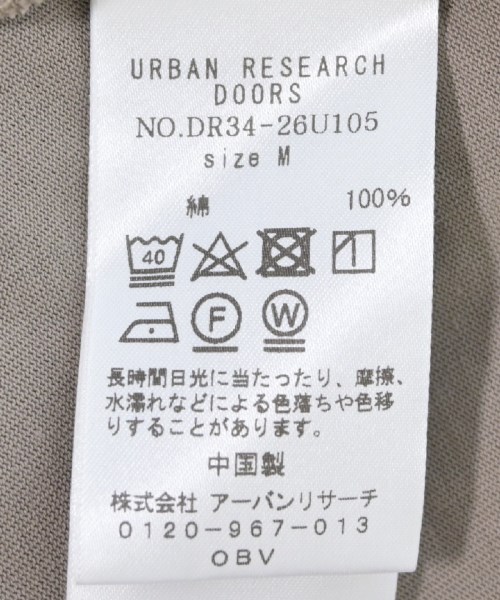 URBAN RESEARCH
DOORS
NO.DR34-26U105
size M
綿 100%
40
F W
長時間日光に当たったり、摩擦、
水濡れなどによる色落ちや色移
りすることがあります。
中国製
株式会社 アーバンリサーチ
0120-967-013
OBV